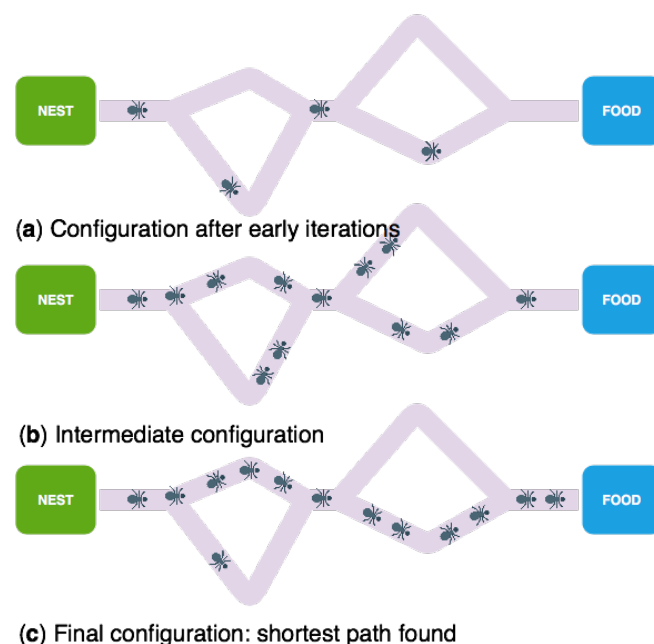 NEST FOOD
(a) Configuration after early iterations
NEST FOOD
(b) Intermediate configuration
NEST FOOD
(c) Final configuration: shortest path found